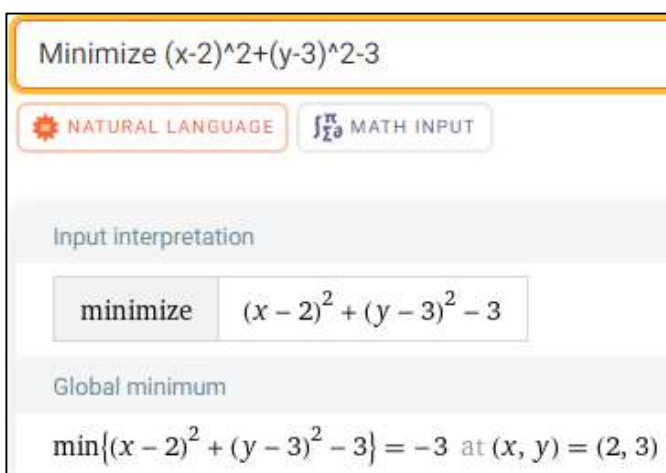 Minimize (x-2)^2+(y-3)^2-3
NATURAL LANGUAGE ∫Σ∂π MATH INPUT
Input interpretation
minimize (x − 2)² + (y − 3)² − 3
Global minimum
min{(x − 2)² + (y − 3)² − 3} = −3 at (x, y) = (2, 3)